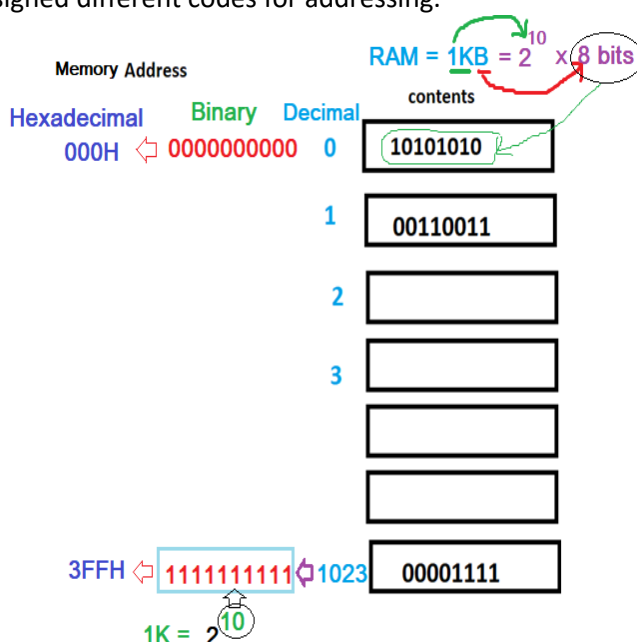 signed different codes for addressing.
RAM = 1KB = 2^10 x 8 bits
Memory Address
contents
Hexadecimal Binary Decimal
000H 0000000000 0 10101010
1 00110011
2
3
3FFH 1111111111 1023 00001111
1K = 2^10